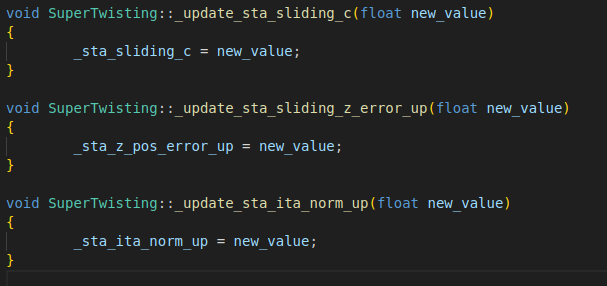 void SuperTwisting::_update_sta_sliding_c(float new_value)
{
        _sta_sliding_c = new_value;
}

void SuperTwisting::_update_sta_sliding_z_error_up(float new_value)
{
        _sta_z_pos_error_up = new_value;
}

void SuperTwisting::_update_sta_ita_norm_up(float new_value)
{
        _sta_ita_norm_up = new_value;
}